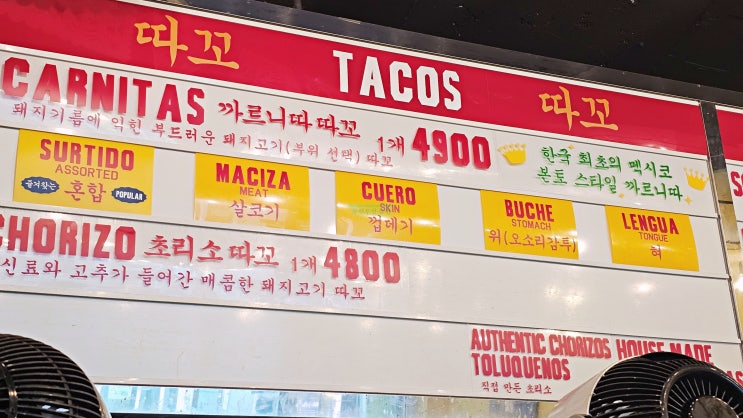 따꼬 TACOS 따꼬
CARNITAS 까르니따 따꼬 1개 4900
돼지기름에 익힌 부드러운 돼지고기(부위 선택) 따꼬
한국 최초의 멕시코
본토 스타일 까르니따
SURTIDO
ASSORTED
즐겨찾는 혼합 POPULAR
MACIZA
MEAT
살코기
CUERO
SKIN
껍데기
BUCHE
STOMACH
위(오소리감투)
LENGUA
TONGUE
혀
CHORIZO 초리소 따꼬 1개 4800
신료와 고추가 들어간 매콤한 돼지고기 따꼬
AUTHENTIC CHORIZOS HOUSE MADE
TOLUQUENOS
직접 만든 초리소